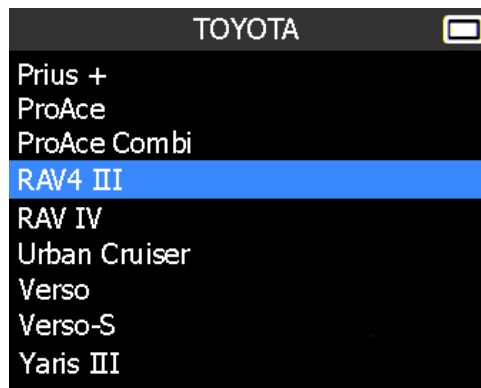 TOYOTA
Prius +
ProAce
ProAce Combi
RAV4 III
RAV IV
Urban Cruiser
Verso
Verso-S
Yaris III